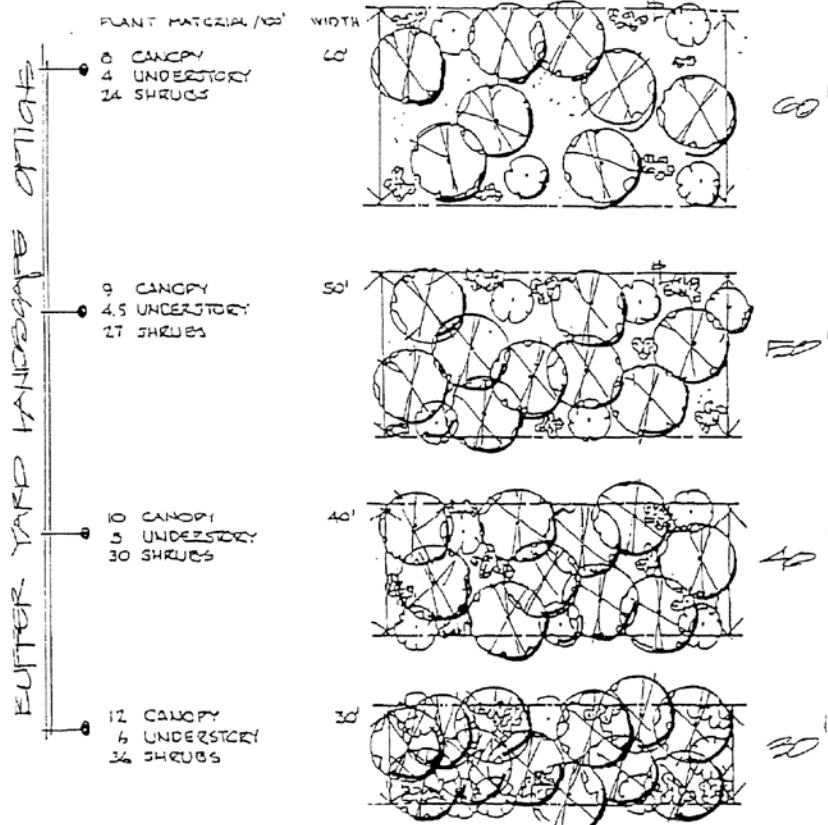 PLANT MATERIAL/100' WIDTH
8 CANOPY
4 UNDERSTORY
24 SHRUBS
60'
60'
9 CANOPY
4.5 UNDERSTORY
27 SHRUBS
50'
50'
10 CANOPY
5 UNDERSTORY
30 SHRUBS
40'
40'
12 CANOPY
6 UNDERSTORY
36 SHRUBS
30'
30'
BUFFER YARD LANDSCAPE OPTIONS